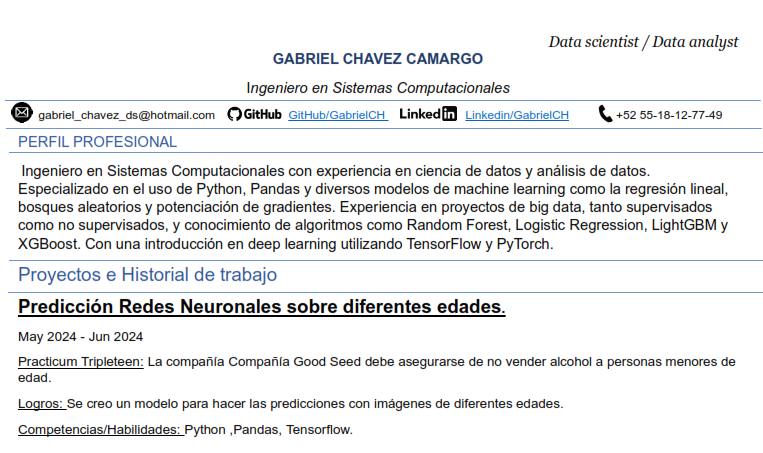 Data scientist / Data analyst
GABRIEL CHAVEZ CAMARGO
Ingeniero en Sistemas Computacionales
gabriel_chavez_ds@hotmail.com GitHub GitHub/GabrielCH LinkedIn Linkedin/GabrielCH +52 55-18-12-77-49
PERFIL PROFESIONAL
Ingeniero en Sistemas Computacionales con experiencia en ciencia de datos y análisis de datos.
Especializado en el uso de Python, Pandas y diversos modelos de machine learning como la regresión lineal,
bosques aleatorios y potenciación de gradientes. Experiencia en proyectos de big data, tanto supervisados
como no supervisados, y conocimiento de algoritmos como Random Forest, Logistic Regression, LightGBM y
XGBoost. Con una introducción en deep learning utilizando TensorFlow y PyTorch.
Proyectos e Historial de trabajo
Predicción Redes Neuronales sobre diferentes edades.
May 2024 - Jun 2024
Practicum Tripleteen: La compañía Compañía Good Seed debe asegurarse de no vender alcohol a personas menores de
edad.
Logros: Se creo un modelo para hacer las predicciones con imágenes de diferentes edades.
Competencias/Habilidades: Python ,Pandas, Tensorflow.